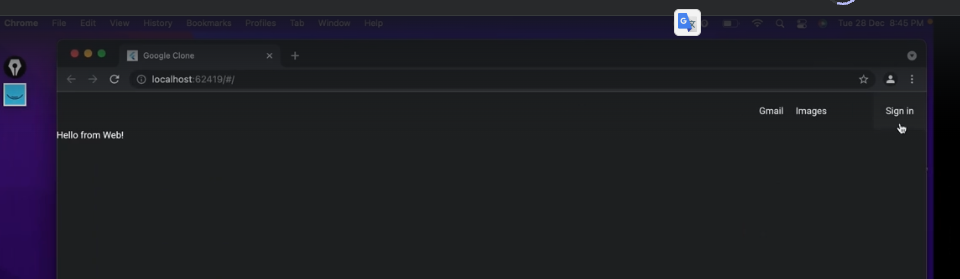 Chrome File Edit View History Bookmarks Profiles Tab Window Help Tue 28 Dec 8:45 PM
Google Clone
localhost:62419/#/
Gmail Images Sign in
Hello from Web!